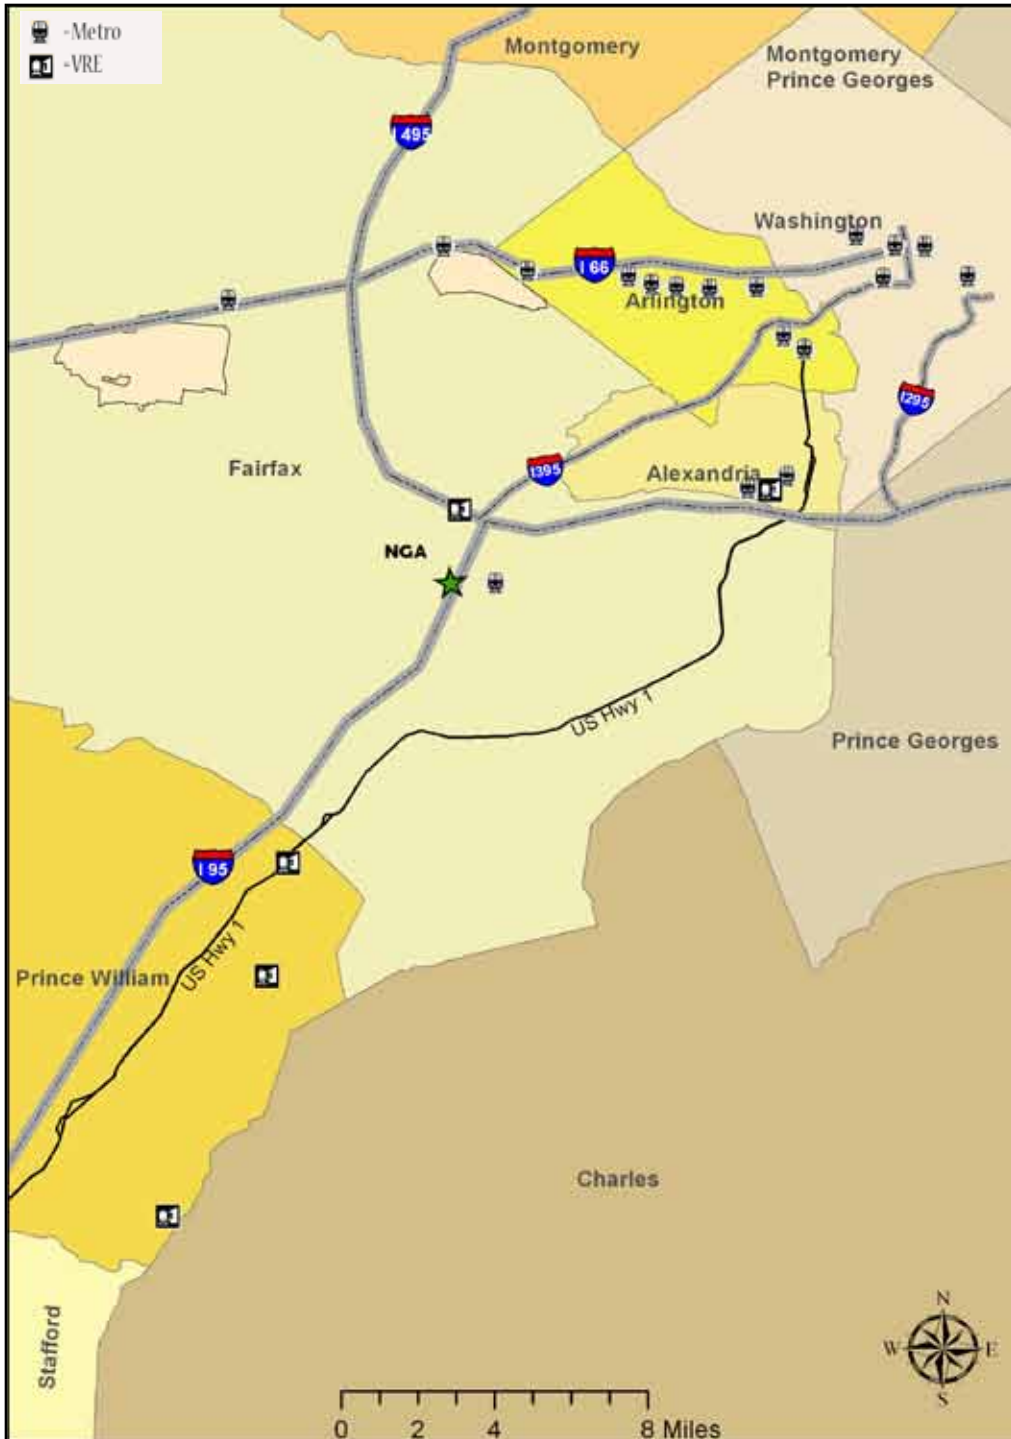 -Metro
-VRE
Montgomery
Montgomery
Prince Georges
I 495
Washington
I 66
Arlington
I295
Fairfax
I395
Alexandria
NGA
US Hwy 1
Prince Georges
I 95
US Hwy 1
Prince William
Charles
Stafford
N
W
E
S
0 2 4 8 Miles